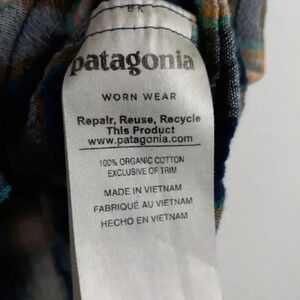 patagonia
WORN WEAR
Repair, Reuse, Recycle
This Product
www.patagonia.com
100% ORGANIC COTTON
EXCLUSIVE OF TRIM
MADE IN VIETNAM
FABRIQUÉ AU VIETNAM
HECHO EN VIETNAM